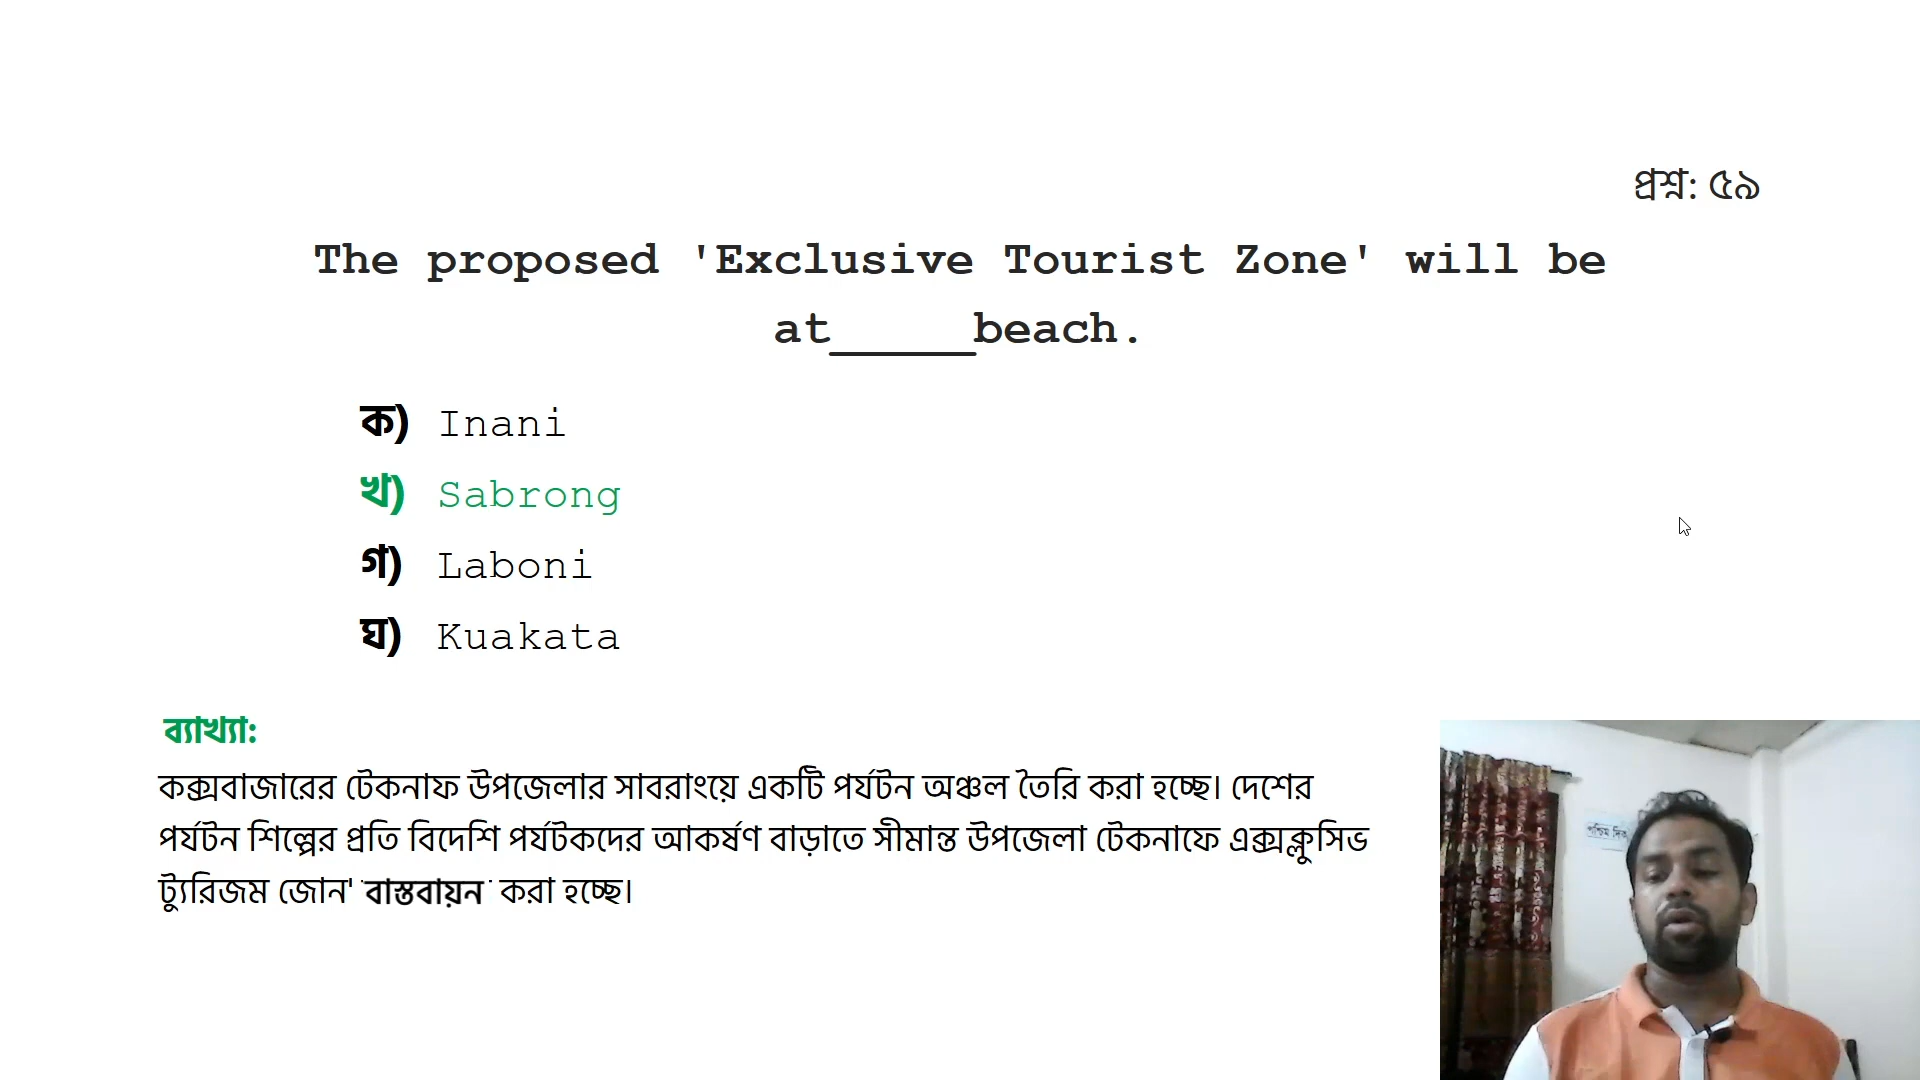 প্রশ্ন: ৫৯
The proposed 'Exclusive Tourist Zone' will be
at_____beach.
ক) Inani
খ) Sabrong
গ) Laboni
ঘ) Kuakata
ব্যাখ্যা:
কক্সবাজারের টেকনাফ উপজেলার সাবরাংয়ে একটি পর্যটন অঞ্চল তৈরি করা হচ্ছে। দেশের
পর্যটন শিল্পের প্রতি বিদেশি পর্যটকদের আকর্ষণ বাড়াতে সীমান্ত উপজেলা টেকনাফে এক্সক্লুসিভ
ট্যুরিজম জোন' বাস্তবায়ন করা হচ্ছে।
পশ্চিম দিক